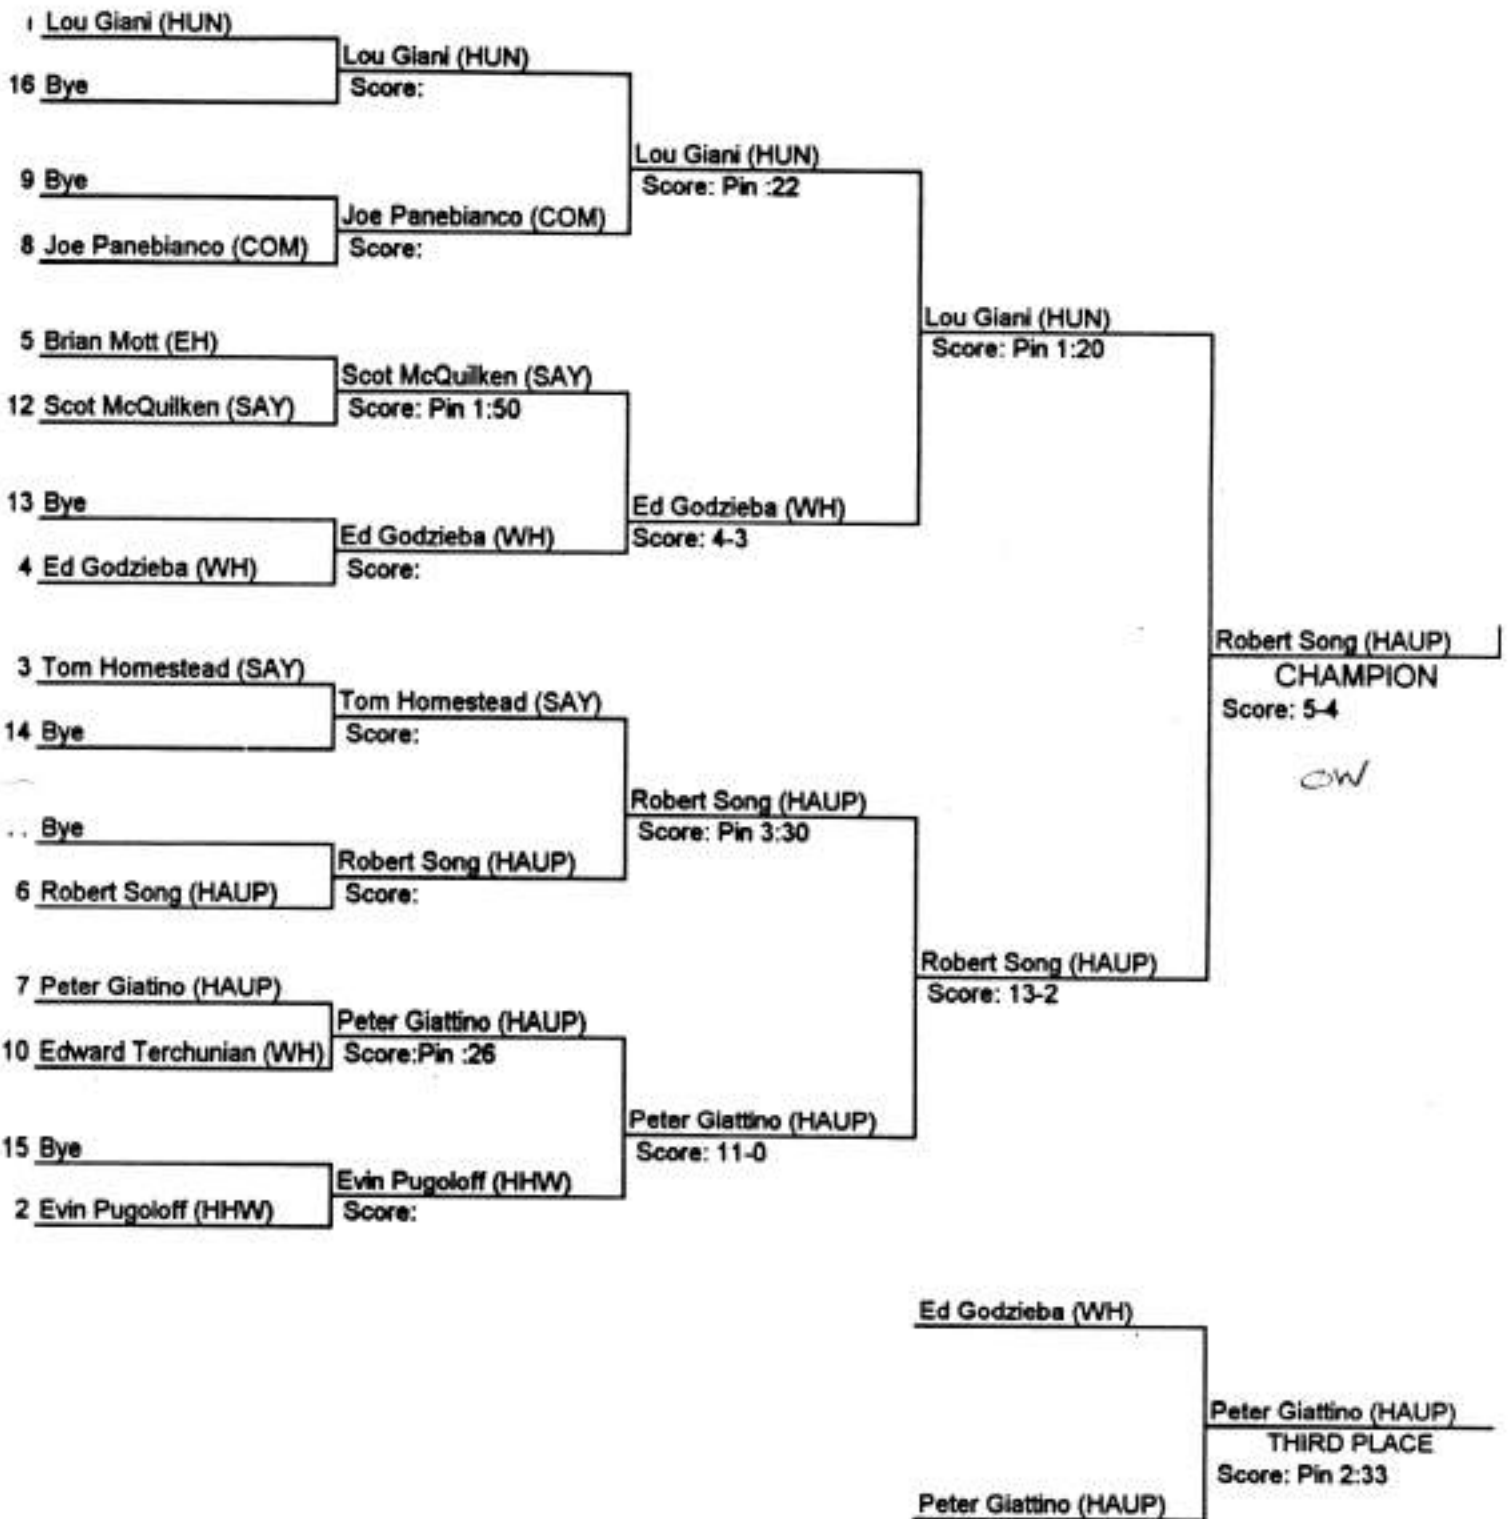 1 Lou Giani (HUN)
Lou Giani (HUN)
Score:
16 Bye
Lou Giani (HUN)
Score: Pin :22
9 Bye
Joe Panebianco (COM)
Score:
8 Joe Panebianco (COM)
Lou Giani (HUN)
Score: Pin 1:20
5 Brian Mott (EH)
Scot McQuilken (SAY)
Score: Pin 1:50
12 Scot McQuilken (SAY)
Ed Godzieba (WH)
Score: 4-3
13 Bye
Ed Godzieba (WH)
Score:
4 Ed Godzieba (WH)
Robert Song (HAUP)
CHAMPION
Score: 5-4
OW
3 Tom Homestead (SAY)
Tom Homestead (SAY)
Score:
14 Bye
Robert Song (HAUP)
Score: Pin 3:30
Bye
Robert Song (HAUP)
Score:
6 Robert Song (HAUP)
Robert Song (HAUP)
Score: 13-2
7 Peter Giatino (HAUP)
Peter Giattino (HAUP)
Score:Pin :26
10 Edward Terchunian (WH)
Peter Giattino (HAUP)
Score: 11-0
15 Bye
Evin Pugoloff (HHW)
Score:
2 Evin Pugoloff (HHW)
Ed Godzieba (WH)
Peter Giattino (HAUP)
THIRD PLACE
Score: Pin 2:33
Peter Giattino (HAUP)